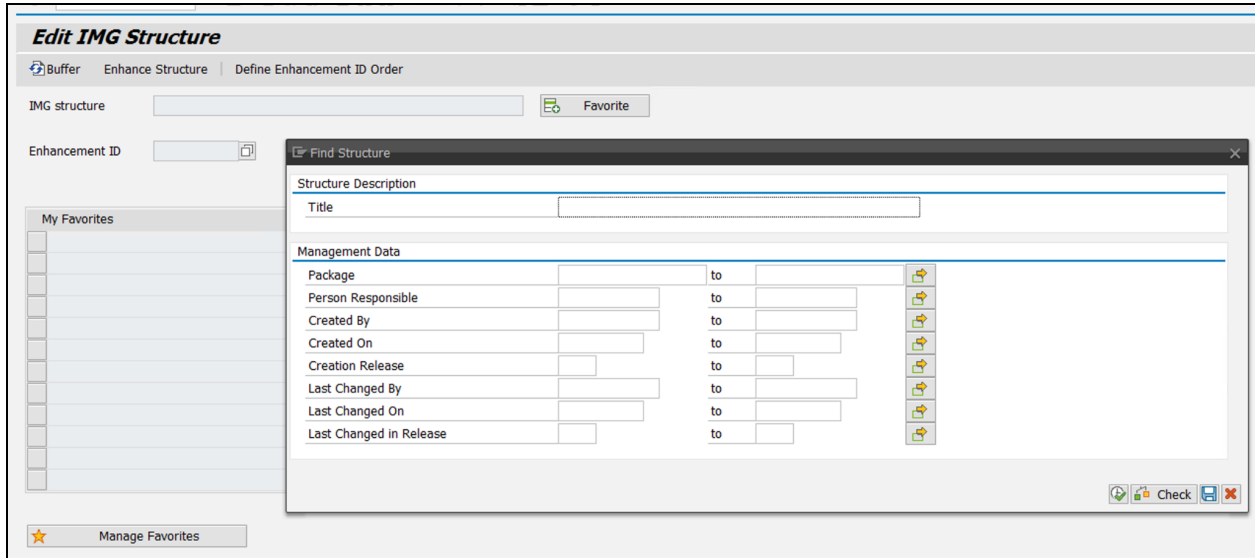 Edit IMG Structure
Buffer Enhance Structure Define Enhancement ID Order
IMG structure Favorite
Enhancement ID
Find Structure
Structure Description
Title
My Favorites
Management Data
Package to
Person Responsible to
Created By to
Created On to
Creation Release to
Last Changed By to
Last Changed On to
Last Changed in Release to
Check
Manage Favorites